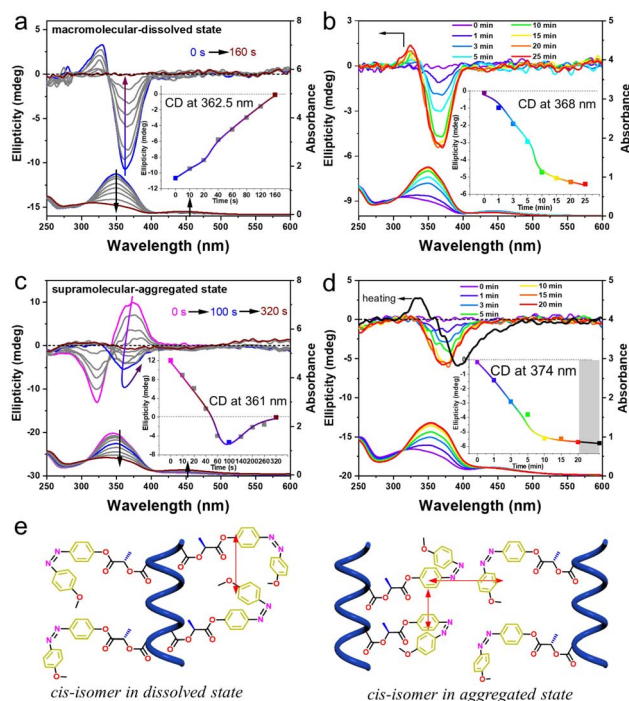 a
macromolecular-dissolved state
0 s → 160 s
CD at 362.5 nm
Ellipticity (mdeg)
Time (s)
Ellipticity (mdeg)
Absorbance
Wavelength (nm)
b
0 min
1 min
3 min
5 min
10 min
15 min
20 min
25 min
CD at 368 nm
Ellipticity (mdeg)
Time (min)
Ellipticity (mdeg)
Absorbance
Wavelength (nm)
c
supramolecular-aggregated state
0 s → 100 s → 320 s
CD at 361 nm
Ellipticity (mdeg)
Time (s)
Ellipticity (mdeg)
Absorbance
Wavelength (nm)
d
heating
0 min
1 min
3 min
5 min
10 min
15 min
20 min
CD at 374 nm
Ellipticity (mdeg)
Time (min)
Ellipticity (mdeg)
Absorbance
Wavelength (nm)
e
cis-isomer in dissolved state
cis-isomer in aggregated state